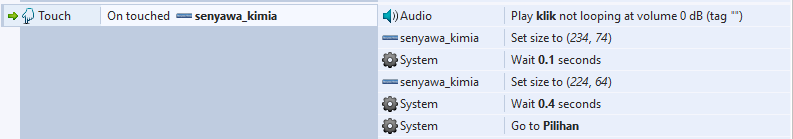 Touch On touched senyawa_kimia Audio Play klik not looping at volume 0 dB (tag "")
senyawa_kimia Set size to (234, 74)
System Wait 0.1 seconds
senyawa_kimia Set size to (224, 64)
System Wait 0.4 seconds
System Go to Pilihan